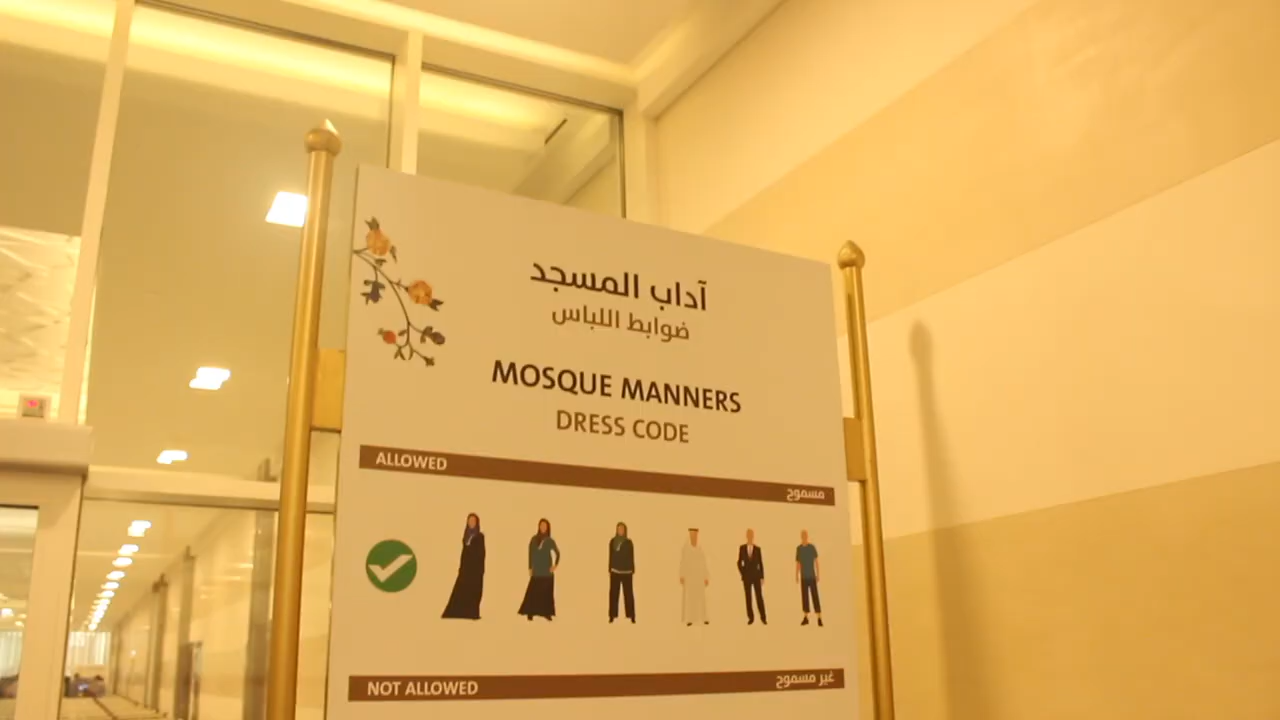 آداب المسجد
ضوابط اللباس
MOSQUE MANNERS
DRESS CODE
ALLOWED
مسموح
NOT ALLOWED
غير مسموح